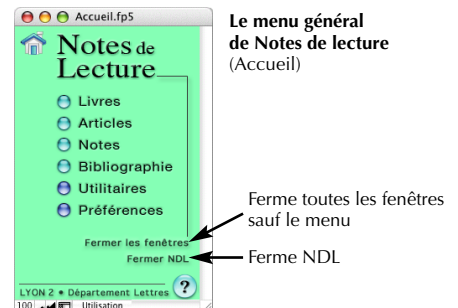 Accueil.fp5
Notes de
Lecture
Livres
Articles
Notes
Bibliographie
Utilitaires
Préférences
Fermer les fenêtres
Fermer NDL
LYON 2 • Département Lettres
?
100
Utilisation
Le menu général
de Notes de lecture
(Accueil)
Ferme toutes les fenêtres
sauf le menu
Ferme NDL